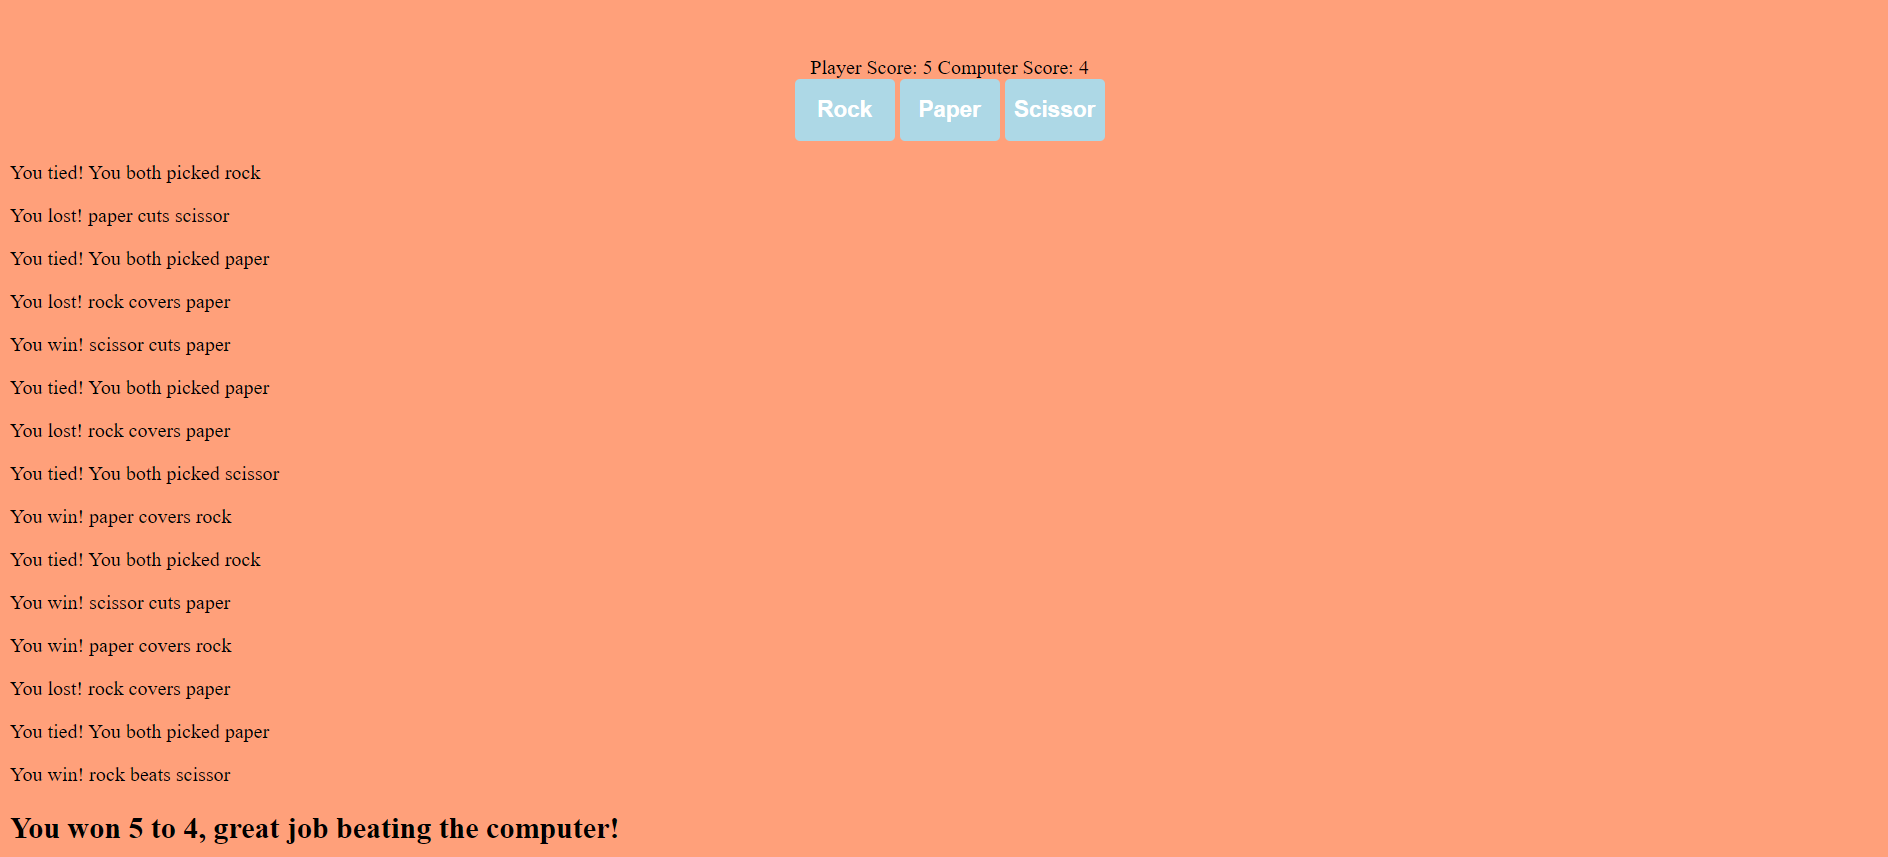 Player Score: 5 Computer Score: 4
Rock Paper Scissor
You tied! You both picked rock
You lost! paper cuts scissor
You tied! You both picked paper
You lost! rock covers paper
You win! scissor cuts paper
You tied! You both picked paper
You lost! rock covers paper
You tied! You both picked scissor
You win! paper covers rock
You tied! You both picked rock
You win! scissor cuts paper
You win! paper covers rock
You lost! rock covers paper
You tied! You both picked paper
You win! rock beats scissor
You won 5 to 4, great job beating the computer!